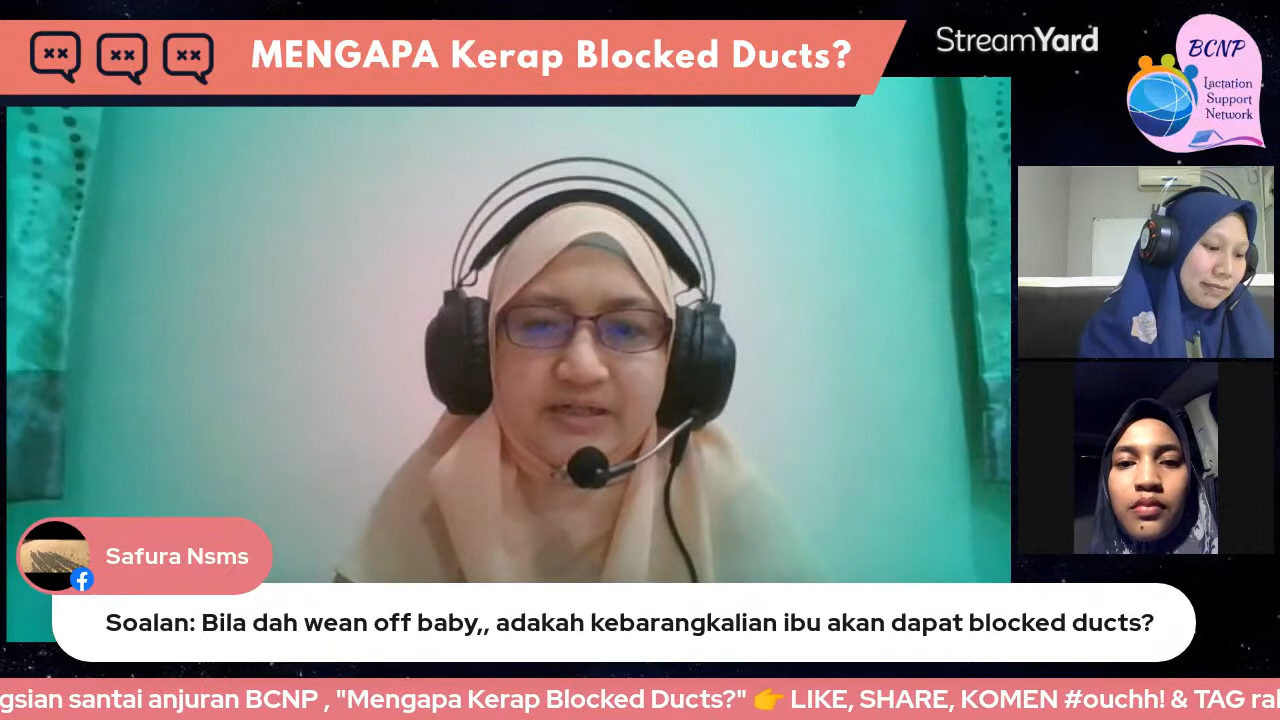 MENGAPA Kerap Blocked Ducts?
StreamYard
BCNP
Lactation
Support
Network
Safura Nsms
Soalan: Bila dah wean off baby,, adakah kebarangkalian ibu akan dapat blocked ducts?
gsian santai anjuran BCNP , "Mengapa Kerap Blocked Ducts?" 👉 LIKE, SHARE, KOMEN #ouchh! & TAG ra